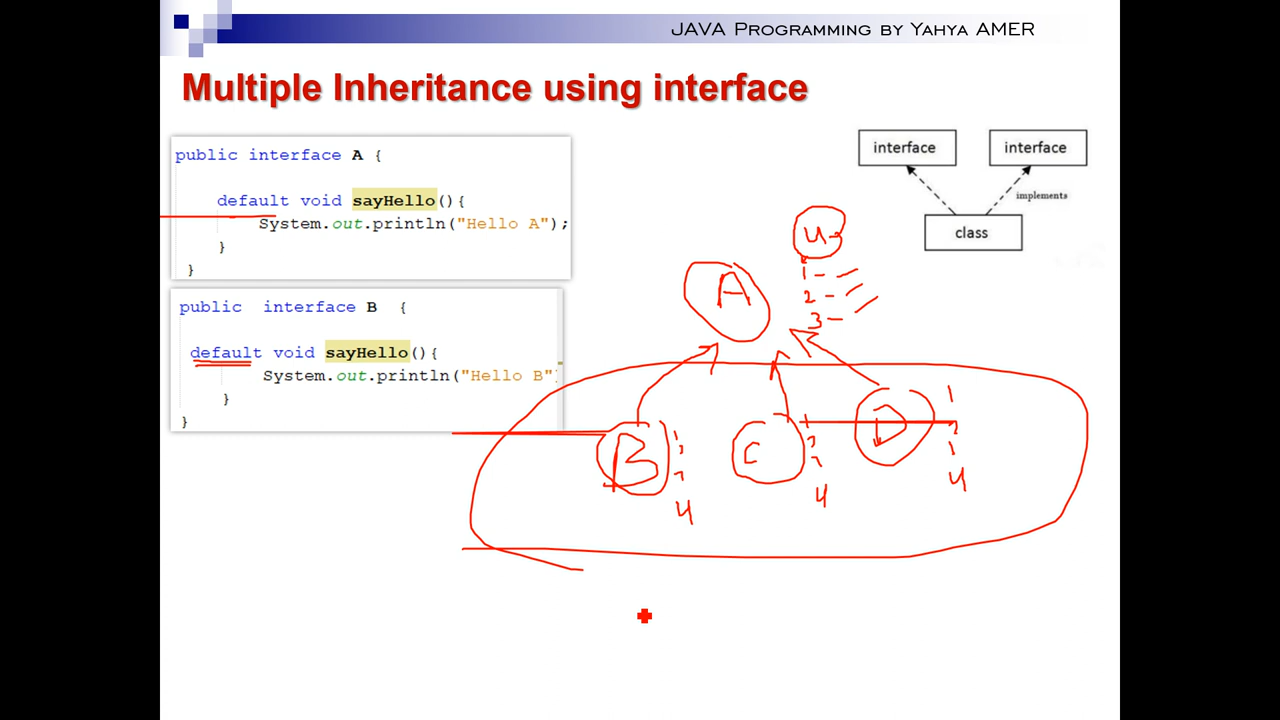 JAVA Programming by Yahya AMER
Multiple Inheritance using interface
public interface A {
default void sayHello(){
System.out.println("Hello A");
}
}
public interface B {
default void sayHello(){
System.out.println("Hello B"
}
}
interface
interface
implements
class
A
4
1
2
3
B
C
D
4
4
1
4